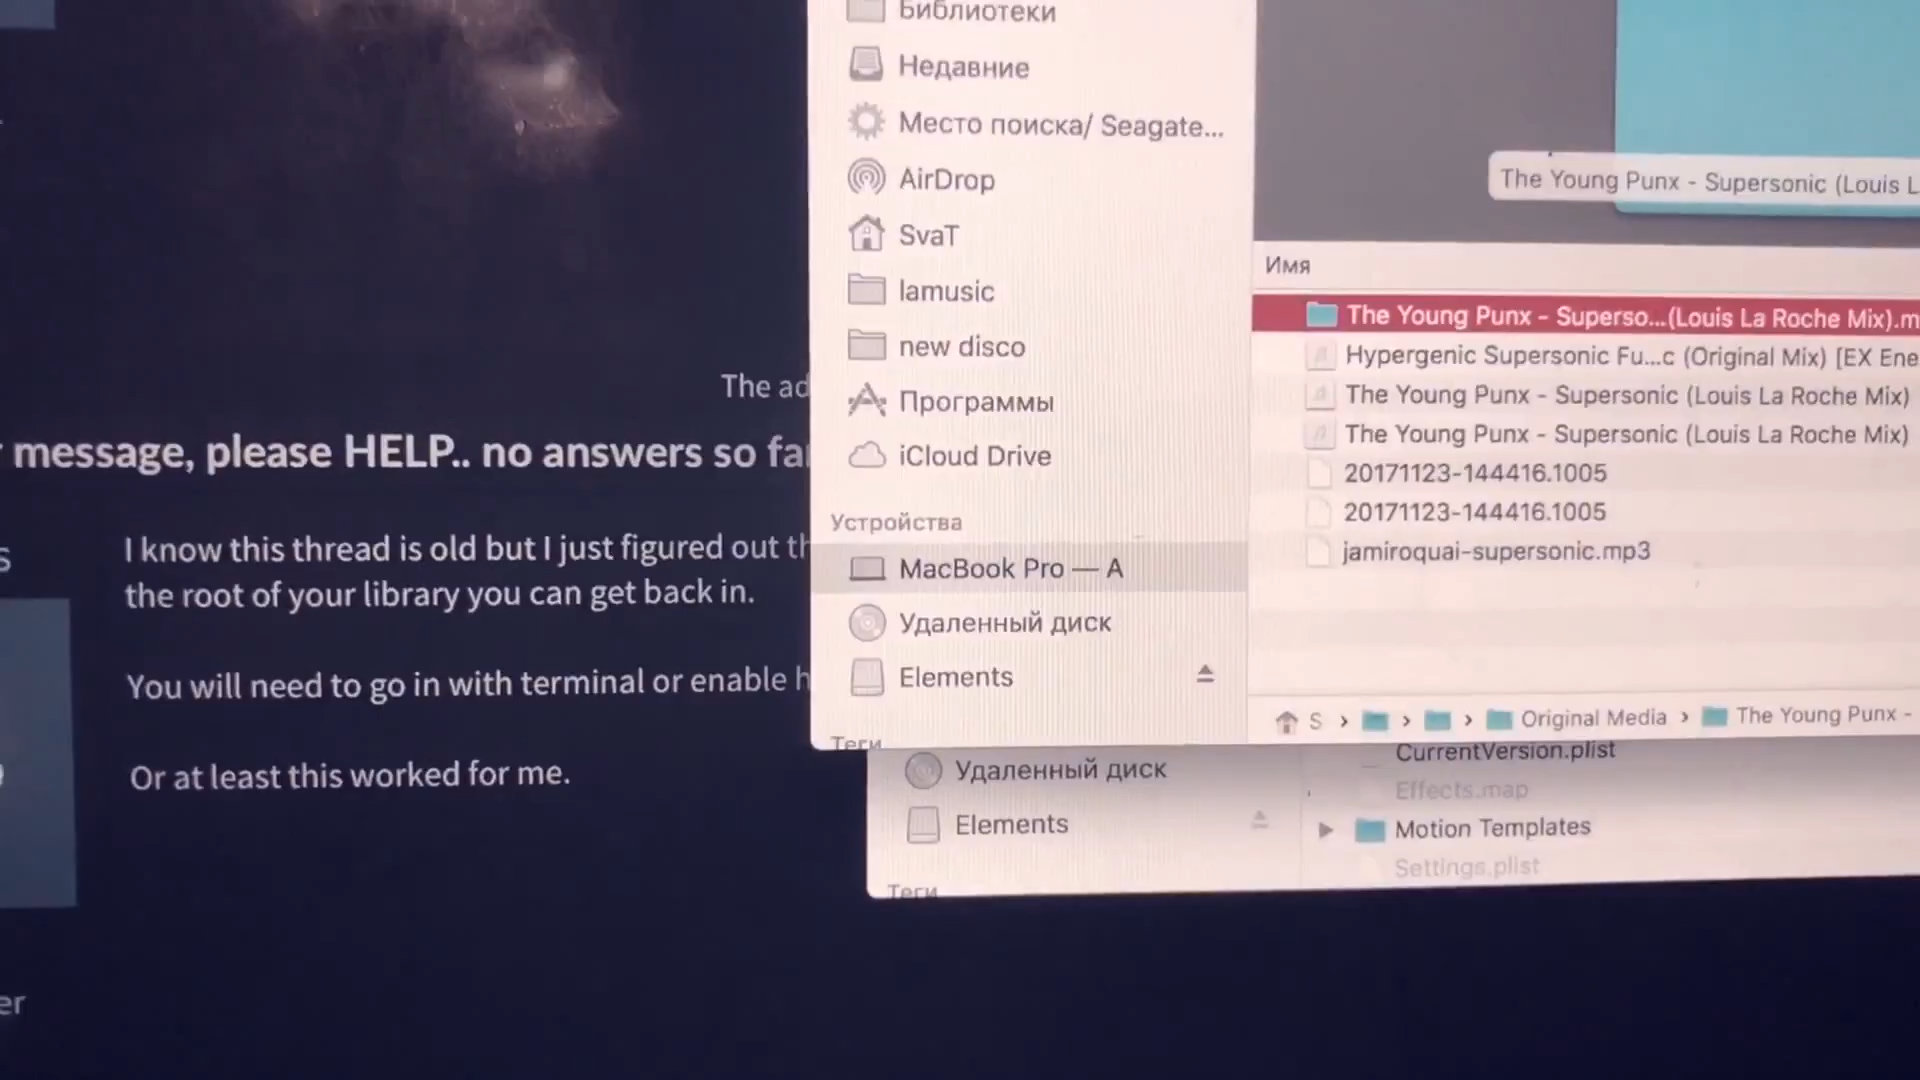 The ad
message, please HELP.. no answers so fa
I know this thread is old but I just figured out th
the root of your library you can get back in.
You will need to go in with terminal or enable h
Or at least this worked for me.
er
Библиотеки
Недавние
Место поиска/ Seagate...
AirDrop
SvaT
lamusic
new disco
Программы
iCloud Drive
Устройства
MacBook Pro — A
Удаленный диск
Elements
Теги
The Young Punx - Supersonic (Louis L
Имя
The Young Punx - Superso...(Louis La Roche Mix).m
Hypergenic Supersonic Fu...c (Original Mix) [EX Ene
The Young Punx - Supersonic (Louis La Roche Mix)
The Young Punx - Supersonic (Louis La Roche Mix)
20171123-144416.1005
20171123-144416.1005
jamiroquai-supersonic.mp3
S › › › Original Media › The Young Punx -
Удаленный диск
Elements
Теги
CurrentVersion.plist
Effects.map
Motion Templates
Settings.plist